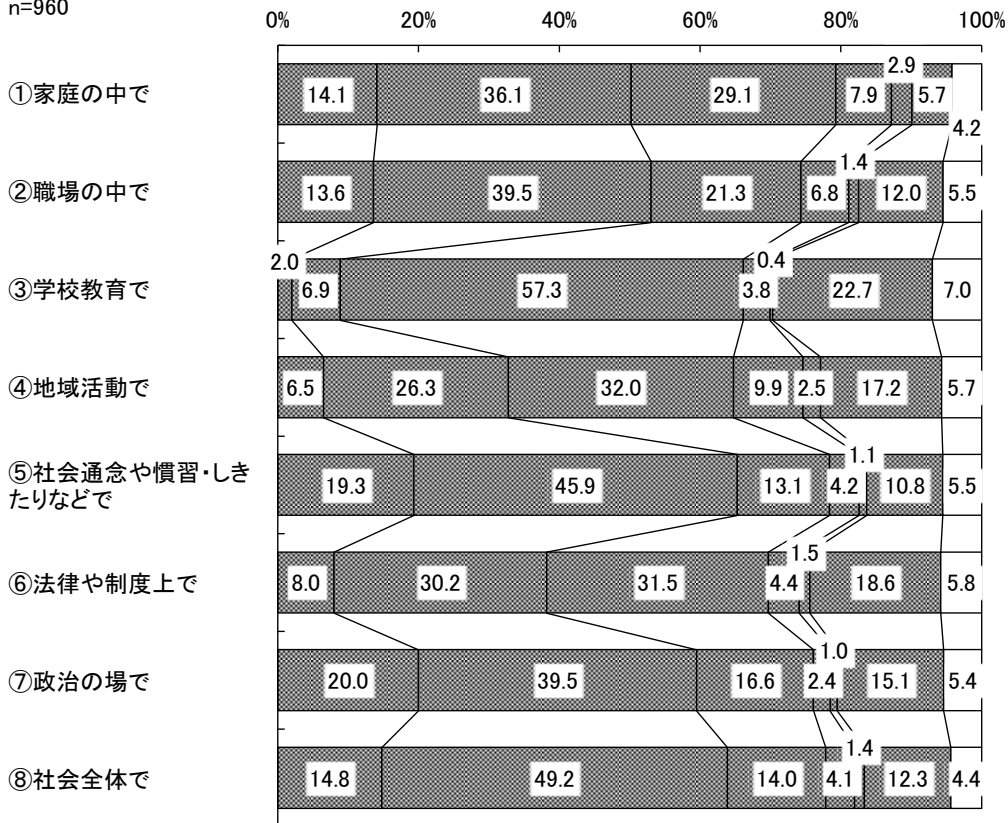 n=960
0% 20% 40% 60% 80% 100%
①家庭の中で 14.1 36.1 29.1 7.9 2.9 5.7 4.2
②職場の中で 13.6 39.5 21.3 6.8 1.4 12.0 5.5
③学校教育で 2.0 6.9 57.3 3.8 0.4 22.7 7.0
④地域活動で 6.5 26.3 32.0 9.9 2.5 17.2 5.7
⑤社会通念や慣習・しき
たりなどで 19.3 45.9 13.1 4.2 1.1 10.8 5.5
⑥法律や制度上で 8.0 30.2 31.5 4.4 1.5 18.6 5.8
⑦政治の場で 20.0 39.5 16.6 2.4 1.0 15.1 5.4
⑧社会全体で 14.8 49.2 14.0 4.1 1.4 12.3 4.4